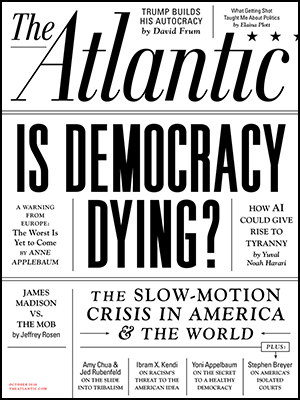 The
Atlantic
TRUMP BUILDS
HIS AUTOCRACY
by David Frum
What Getting Shot
Taught Me About Politics
by Elaina Plott
IS DEMOCRACY
DYING?
A WARNING
FROM
EUROPE:
The Worst Is
Yet to Come
BY ANNE
APPLEBAUM
HOW AI
COULD GIVE
RISE TO
TYRANNY
by Yuval
Noah Harari
JAMES
MADISON
VS.
THE MOB
by Jeffrey Rosen
THE SLOW-MOTION
CRISIS IN AMERICA
& THE WORLD
PLUS:
Amy Chua &
Jed Rubenfeld
ON THE SLIDE
INTO TRIBALISM
Ibram X. Kendi
ON RACISM'S
THREAT TO THE
AMERICAN IDEA
Yoni Appelbaum
ON THE SECRET
TO A HEALTHY
DEMOCRACY
Stephen Breyer
ON AMERICA'S
ISOLATED
COURTS
OCTOBER 2018
THEATLANTIC.COM